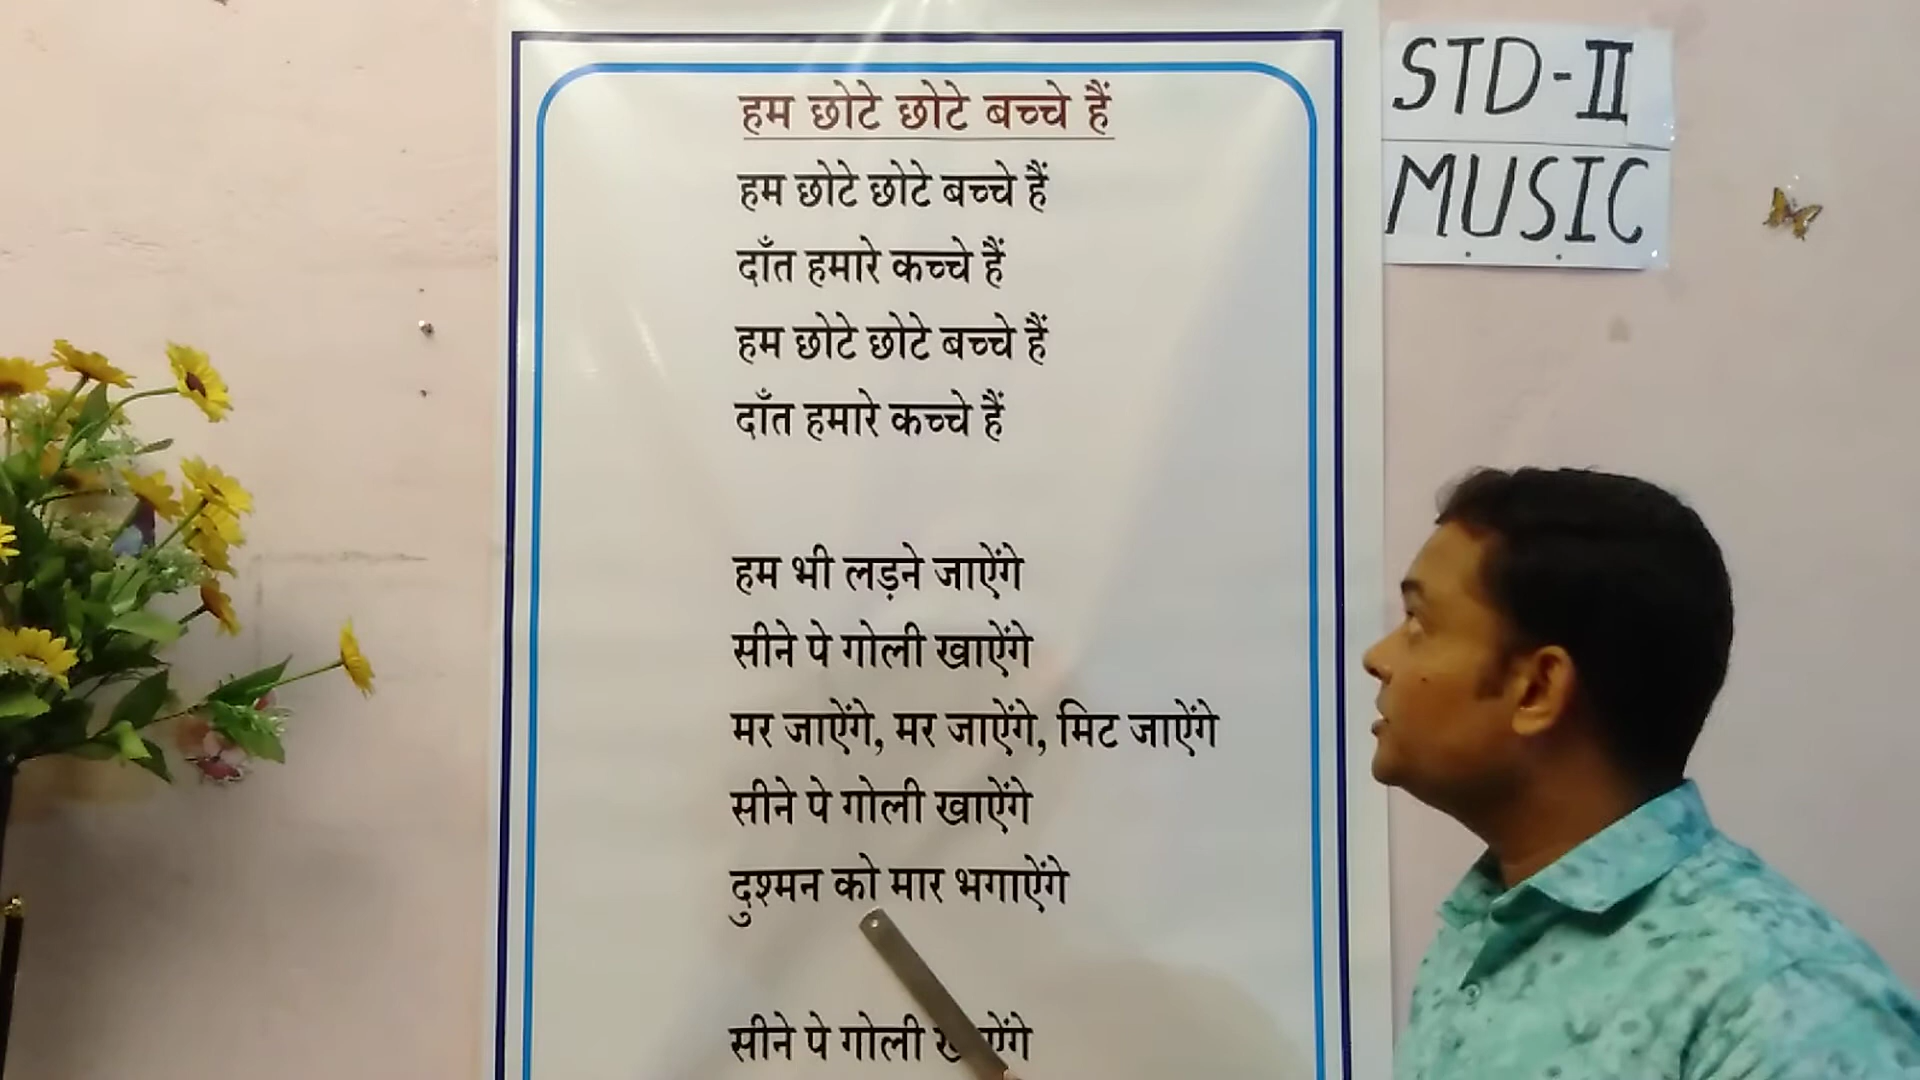 हम छोटे छोटे बच्चे हैं
हम छोटे छोटे बच्चे हैं
दाँत हमारे कच्चे हैं
हम छोटे छोटे बच्चे हैं
दाँत हमारे कच्चे हैं
हम भी लड़ने जाऐंगे
सीने पे गोली खाऐंगे
मर जाऐंगे, मर जाऐंगे, मिट जाऐंगे
सीने पे गोली खाऐंगे
दुश्मन को मार भगाऐंगे
सीने पे गोली
STD-II
MUSIC